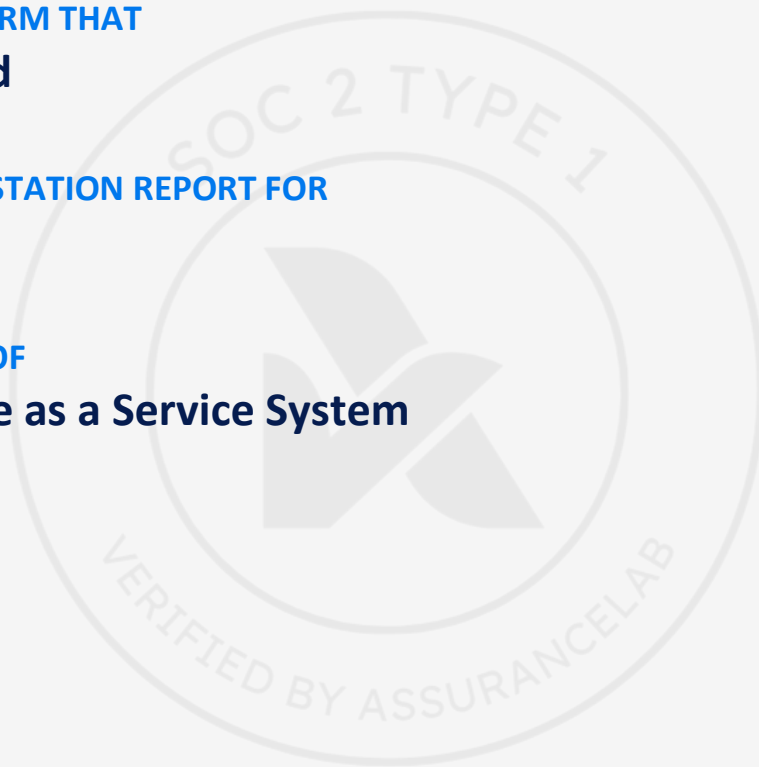 RM THAT
d
SOC 2 TYPE 1
STATION REPORT FOR
OF
e as a Service System
VERIFIED BY ASSURANCELAB